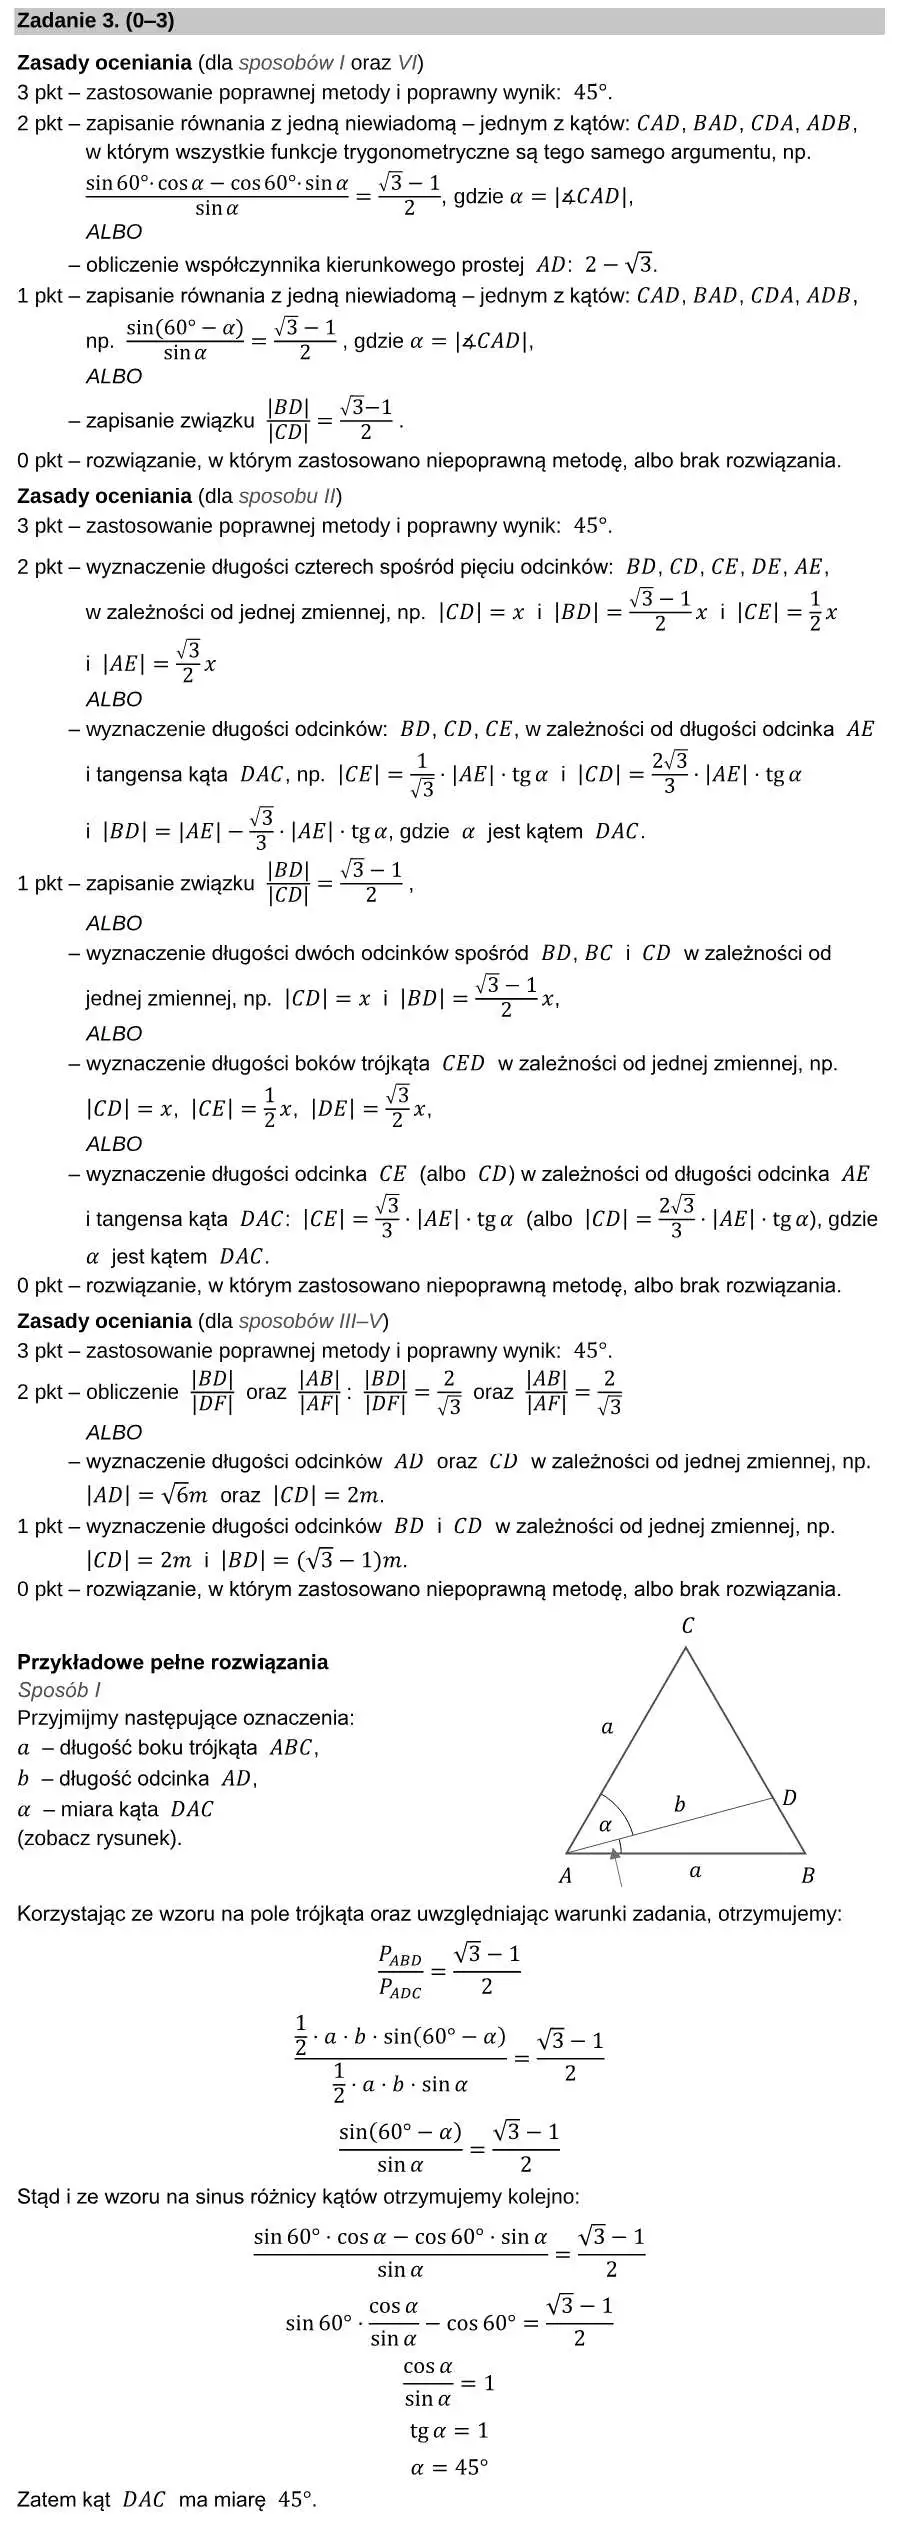 Zadanie 3. (0–3)
Zasady oceniania (dla sposobów I oraz VI)
3 pkt – zastosowanie poprawnej metody i poprawny wynik: 45°.
2 pkt – zapisanie równania z jedną niewiadomą – jednym z kątów: CAD, BAD, CDA, ADB,
w którym wszystkie funkcje trygonometryczne są tego samego argumentu, np.
(sin 60°·cos α − cos 60°·sin α)/(sin α) = (√3 − 1)/2, gdzie α = |∡CAD|,
ALBO
– obliczenie współczynnika kierunkowego prostej AD: 2 − √3.
1 pkt – zapisanie równania z jedną niewiadomą – jednym z kątów: CAD, BAD, CDA, ADB,
np. sin(60° − α)/(sin α) = (√3 − 1)/2, gdzie α = |∡CAD|,
ALBO
– zapisanie związku |BD|/|CD| = (√3−1)/2.
0 pkt – rozwiązanie, w którym zastosowano niepoprawną metodę, albo brak rozwiązania.
Zasady oceniania (dla sposobu II)
3 pkt – zastosowanie poprawnej metody i poprawny wynik: 45°.
2 pkt – wyznaczenie długości czterech spośród pięciu odcinków: BD, CD, CE, DE, AE,
w zależności od jednej zmiennej, np. |CD| = x i |BD| = (√3 − 1)/2 x i |CE| = 1/2 x
i |AE| = √3/2 x
ALBO
– wyznaczenie długości odcinków: BD, CD, CE, w zależności od długości odcinka AE
i tangensa kąta DAC, np. |CE| = 1/√3 · |AE| · tg α i |CD| = 2√3/3 · |AE| · tg α
i |BD| = |AE| − √3/3 · |AE| · tg α, gdzie α jest kątem DAC.
1 pkt – zapisanie związku |BD|/|CD| = (√3 − 1)/2,
ALBO
– wyznaczenie długości dwóch odcinków spośród BD, BC i CD w zależności od
jednej zmiennej, np. |CD| = x i |BD| = (√3 − 1)/2 x,
ALBO
– wyznaczenie długości boków trójkąta CED w zależności od jednej zmiennej, np.
|CD| = x, |CE| = 1/2 x, |DE| = √3/2 x,
ALBO
– wyznaczenie długości odcinka CE (albo CD) w zależności od długości odcinka AE
i tangensa kąta DAC: |CE| = √3/3 · |AE| · tg α (albo |CD| = 2√3/3 · |AE| · tg α), gdzie
α jest kątem DAC.
0 pkt – rozwiązanie, w którym zastosowano niepoprawną metodę, albo brak rozwiązania.
Zasady oceniania (dla sposobów III–V)
3 pkt – zastosowanie poprawnej metody i poprawny wynik: 45°.
2 pkt – obliczenie |BD|/|DF| oraz |AB|/|AF| : |BD|/|DF| = 2/√3 oraz |AB|/|AF| = 2/√3
ALBO
– wyznaczenie długości odcinków AD oraz CD w zależności od jednej zmiennej, np.
|AD| = √6m oraz |CD| = 2m.
1 pkt – wyznaczenie długości odcinków BD i CD w zależności od jednej zmiennej, np.
|CD| = 2m i |BD| = (√3 − 1)m.
0 pkt – rozwiązanie, w którym zastosowano niepoprawną metodę, albo brak rozwiązania.
Przykładowe pełne rozwiązania
Sposób I
Przyjmijmy następujące oznaczenia:
a – długość boku trójkąta ABC,
b – długość odcinka AD,
α – miara kąta DAC
(zobacz rysunek).
C
a
b
D
α
A
a
B
Korzystając ze wzoru na pole trójkąta oraz uwzględniając warunki zadania, otrzymujemy:
P_ABD/P_ADC = (√3 − 1)/2
(1/2 · a · b · sin(60° − α))/(1/2 · a · b · sin α) = (√3 − 1)/2
sin(60° − α)/(sin α) = (√3 − 1)/2
Stąd i ze wzoru na sinus różnicy kątów otrzymujemy kolejno:
(sin 60° · cos α − cos 60° · sin α)/(sin α) = (√3 − 1)/2
sin 60° · (cos α)/(sin α) − cos 60° = (√3 − 1)/2
(cos α)/(sin α) = 1
tg α = 1
α = 45°
Zatem kąt DAC ma miarę 45°.